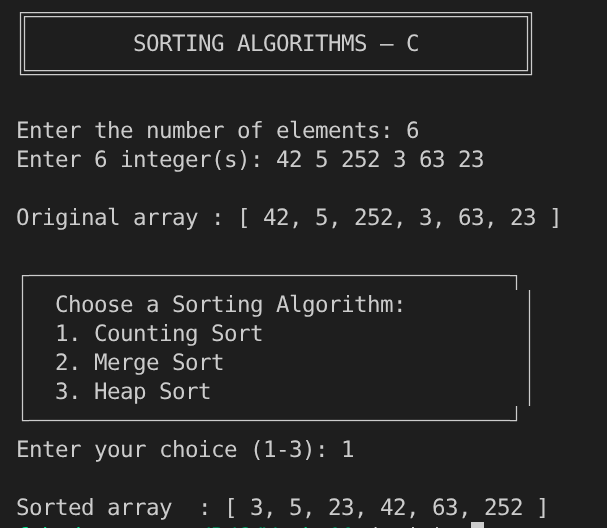 SORTING ALGORITHMS — C
Enter the number of elements: 6
Enter 6 integer(s): 42 5 252 3 63 23
Original array : [ 42, 5, 252, 3, 63, 23 ]
Choose a Sorting Algorithm:
1. Counting Sort
2. Merge Sort
3. Heap Sort
Enter your choice (1-3): 1
Sorted array  : [ 3, 5, 23, 42, 63, 252 ]